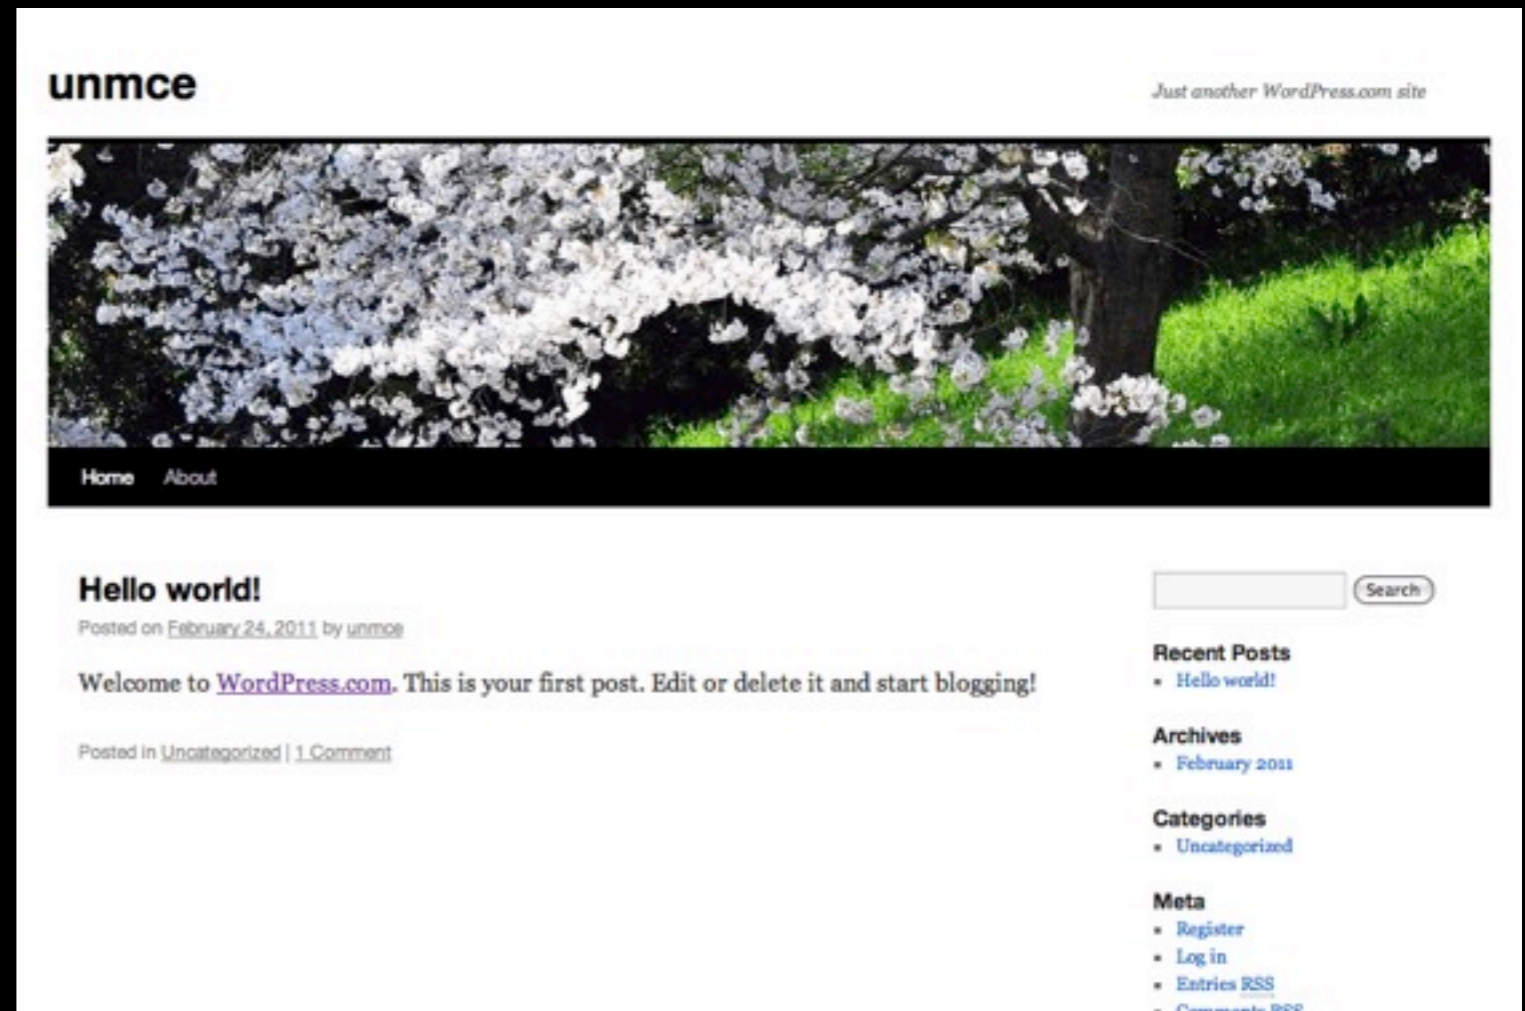 unmce
Just another WordPress.com site
Home About
Hello world!
Posted on February 24, 2011 by unmce
Welcome to WordPress.com. This is your first post. Edit or delete it and start blogging!
Posted in Uncategorized | 1 Comment
Search
Recent Posts
Hello world!
Archives
February 2011
Categories
Uncategorized
Meta
Register
Log in
Entries RSS
Comments RSS